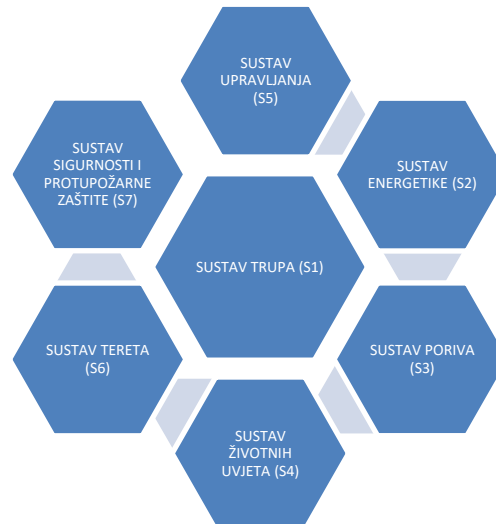 SUSTAV
UPRAVLJANJA
(S5)
SUSTAV
SIGURNOSTI I
PROTUPOŽARNE
ZAŠTITE (S7)
SUSTAV
ENERGETIKE (S2)
SUSTAV TRUPA (S1)
SUSTAV TERETA
(S6)
SUSTAV PORIVA
(S3)
SUSTAV
ŽIVOTNIH
UVJETA (S4)